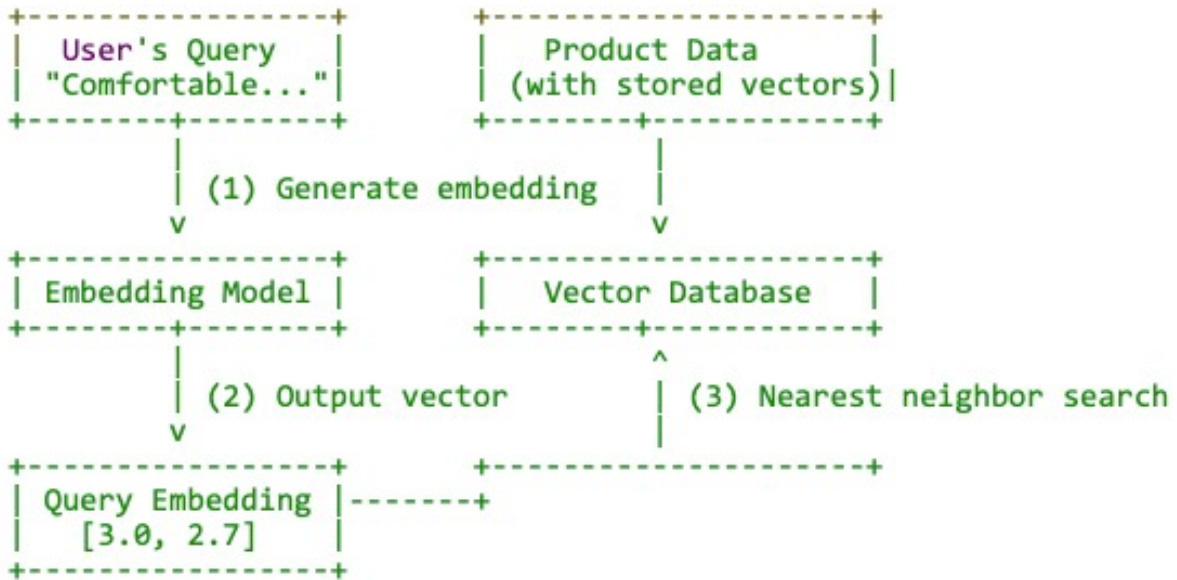 User's Query
"Comfortable..."
Product Data
(with stored vectors)
(1) Generate embedding
Embedding Model
Vector Database
(2) Output vector
(3) Nearest neighbor search
Query Embedding
[3.0, 2.7]